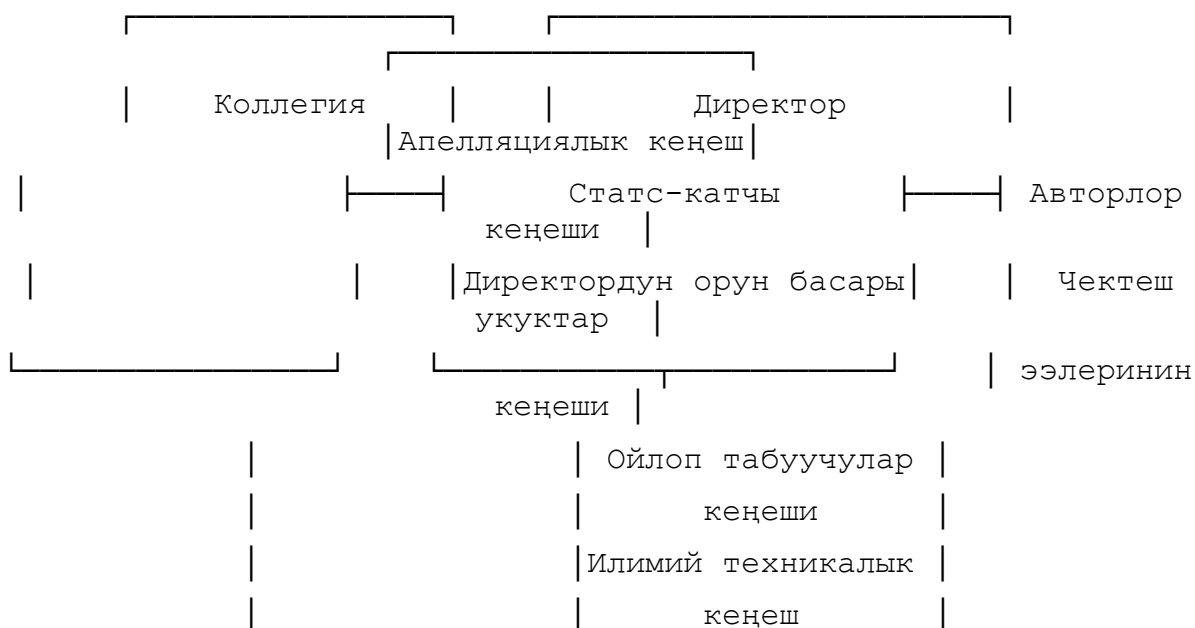 Коллегия Директор
Апелляциялык кеңеш
Статс-катчы Авторлор
кеңеши
Директордун орун басары Чектеш
укуктар
ээлеринин
кеңеши
Ойлоп табуучулар
кеңеши
Илимий техникалык
кеңеш